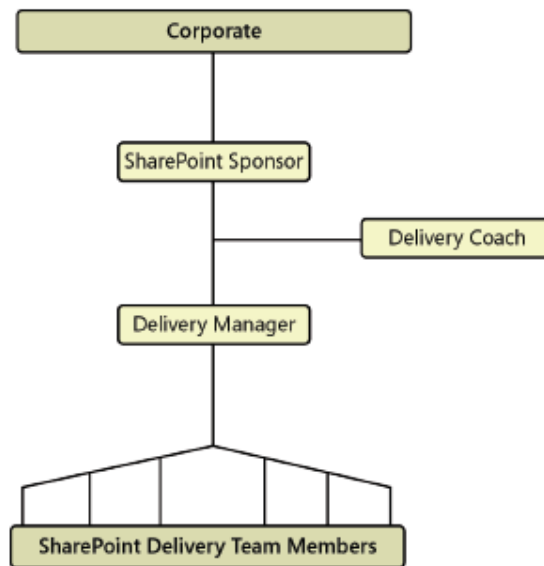 Corporate
SharePoint Sponsor
Delivery Coach
Delivery Manager
SharePoint Delivery Team Members